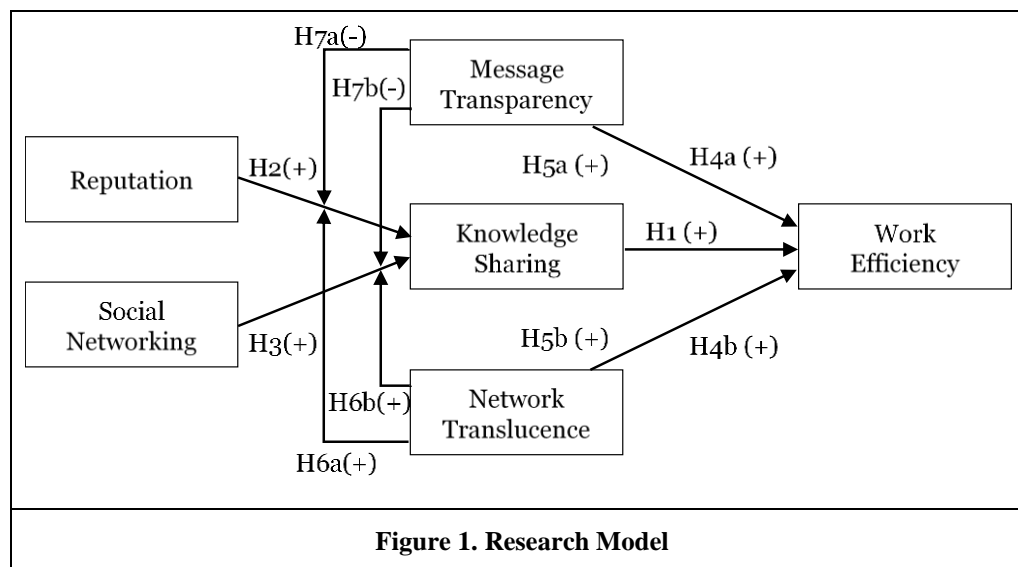 H7a(-)
Message
Transparency
H7b(-)
H5a (+)
H4a (+)
Reputation
H2(+)
Knowledge
Sharing
H1 (+)
Work
Efficiency
Social
Networking
H3(+)
H5b (+)
H4b (+)
H6b(+)
Network
Translucence
H6a(+)
Figure 1. Research Model